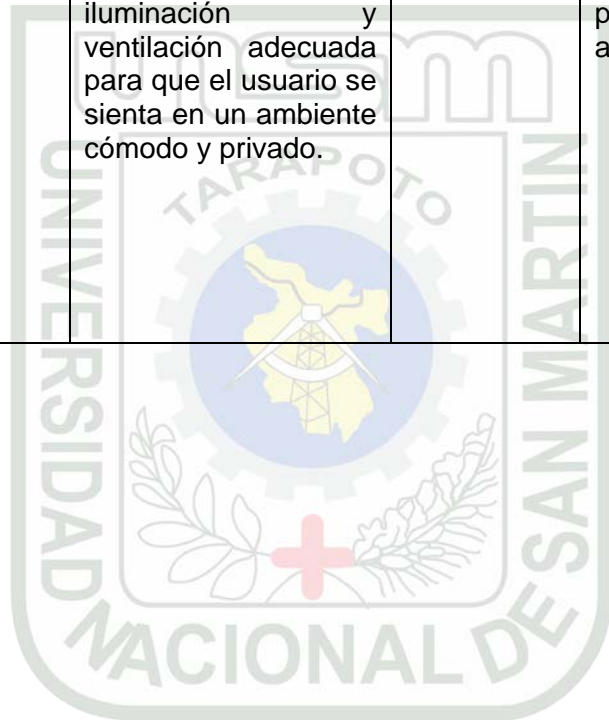 iluminación y
ventilación adecuada
para que el usuario se
sienta en un ambiente
cómodo y privado.
p
a
unsm
TARAPOTO
UNIVERSIDAD
NACIONAL DE
SAN MARTIN